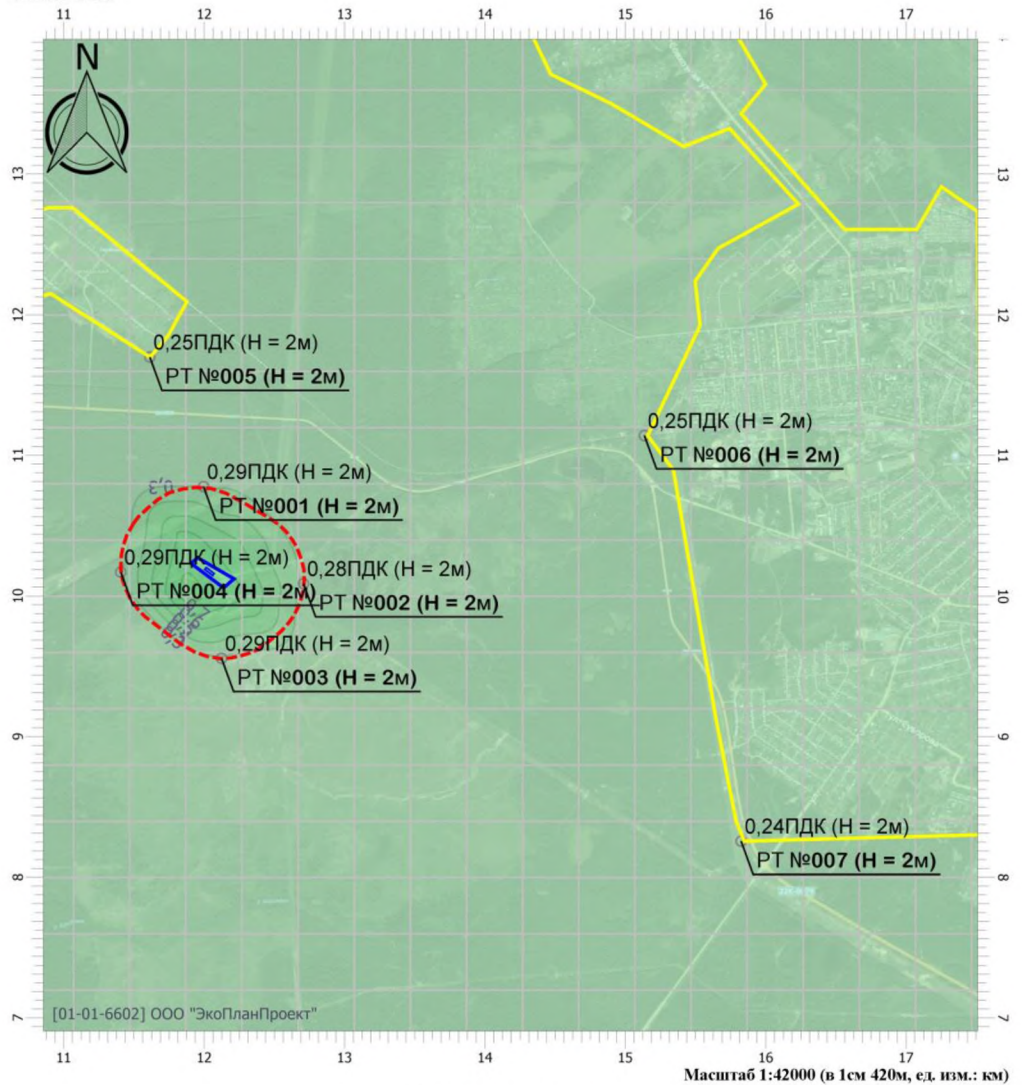 11 12 13 14 15 16 17
N
13 13
12 12
0,25ПДК (Н = 2м)
РТ №005 (Н = 2м)
0,25ПДК (Н = 2м)
РТ №006 (Н = 2м)
11 11
0,3
0,29ПДК (Н = 2м)
РТ №001 (Н = 2м)
0,29ПДК (Н = 2м)
РТ №004 (Н = 2м)
0,28ПДК (Н = 2м)
РТ №002 (Н = 2м)
10 10
0,29ПДК (Н = 2м)
РТ №003 (Н = 2м)
9 9
0,24ПДК (Н = 2м)
РТ №007 (Н = 2м)
8 8
7 7
[01-01-6602] ООО "ЭкоПланПроект"
11 12 13 14 15 16 17
Масштаб 1:42000 (в 1см 420м, ед. изм.: км)